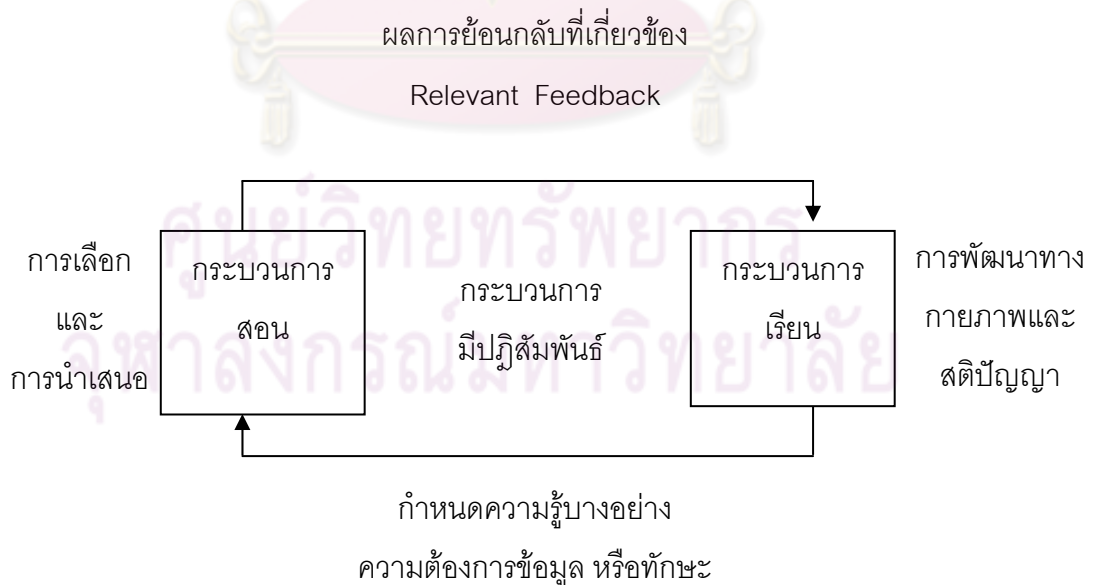 ผลการย้อนกลับที่เกี่ยวข้อง
Relevant Feedback
ศูนย์วิทยทรัพยากร
จุฬาลงกรณ์มหาวิทยาลัย
การเลือก
และ
การนำเสนอ
กระบวนการ
สอน
กระบวนการ
มีปฏิสัมพันธ์
กระบวนการ
เรียน
การพัฒนาทาง
กายภาพและ
สติปัญญา
กำหนดความรู้บางอย่าง
ความต้องการข้อมูล หรือทักษะ